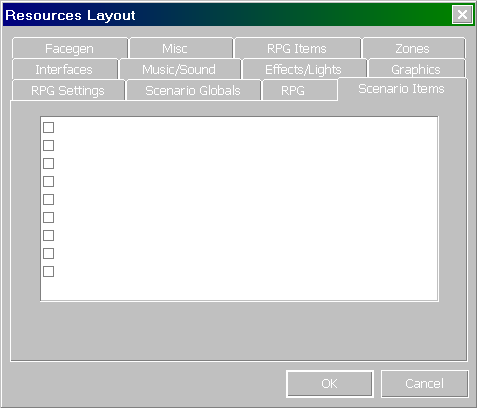 Resources Layout
Facegen Misc RPG Items Zones
Interfaces Music/Sound Effects/Lights Graphics
RPG Settings Scenario Globals RPG Scenario Items
OK Cancel